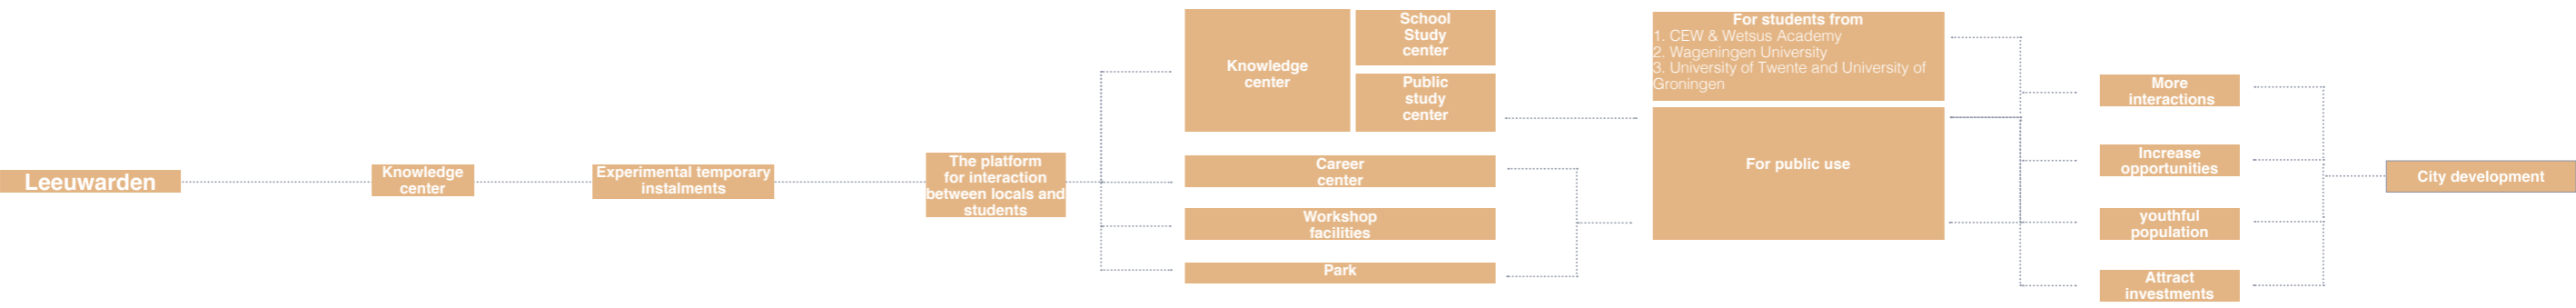 Leeuwarden
Knowledge
center
Experimental temporary
instalments
The platform
for interaction
between locals and
students
Knowledge
center
School
Study
center
Public
study
center
Career
center
Workshop
facilities
Park
For students from
1. CEW & Wetsus Academy
2. Wageningen University
3. University of Twente and University of
Groningen
For public use
More
interactions
Increase
opportunities
youthful
population
Attract
investments
City development